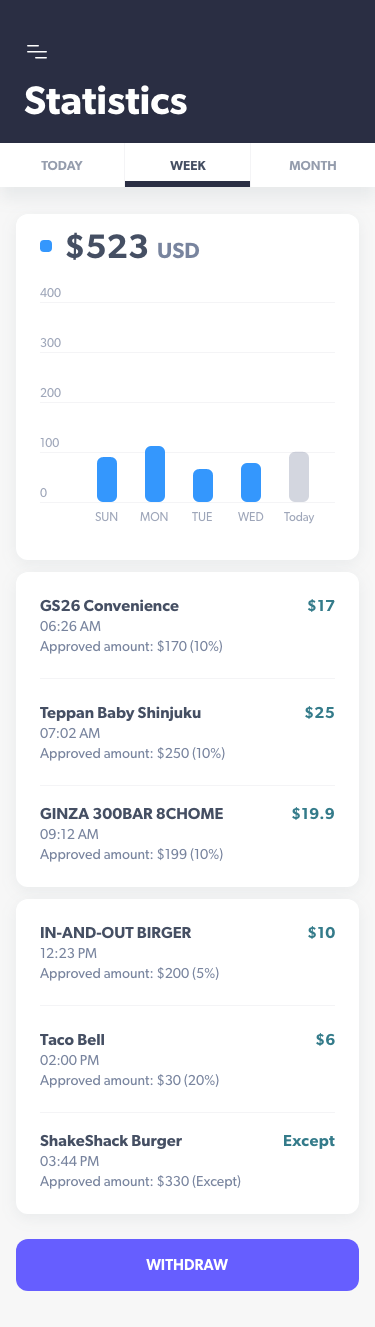 Statistics
TODAY WEEK MONTH
$523 USD
400
300
200
100
0
SUN MON TUE WED Today
GS26 Convenience $17
06:26 AM
Approved amount: $170 (10%)
Teppan Baby Shinjuku $25
07:02 AM
Approved amount: $250 (10%)
GINZA 300BAR 8CHOME $19.9
09:12 AM
Approved amount: $199 (10%)
IN-AND-OUT BIRGER $10
12:23 PM
Approved amount: $200 (5%)
Taco Bell $6
02:00 PM
Approved amount: $30 (20%)
ShakeShack Burger Except
03:44 PM
Approved amount: $330 (Except)
WITHDRAW